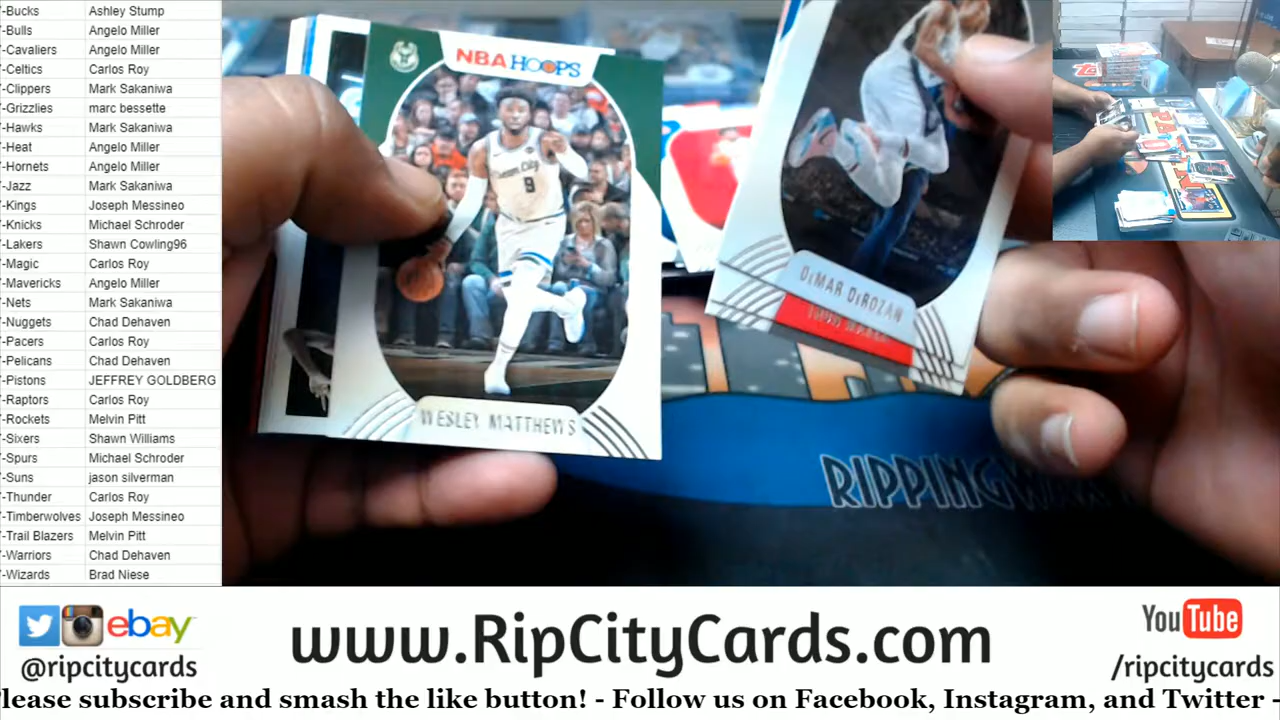 -Bucks Ashley Stump
-Bulls Angelo Miller
-Cavaliers Angelo Miller
-Celtics Carlos Roy
-Clippers Mark Sakaniwa
-Grizzlies marc bessette
-Hawks Mark Sakaniwa
-Heat Angelo Miller
-Hornets Angelo Miller
-Jazz Mark Sakaniwa
-Kings Joseph Messineo
-Knicks Michael Schroder
-Lakers Shawn Cowling96
-Magic Carlos Roy
-Mavericks Angelo Miller
-Nets Mark Sakaniwa
-Nuggets Chad Dehaven
-Pacers Carlos Roy
-Pelicans Chad Dehaven
-Pistons JEFFREY GOLDBERG
-Raptors Carlos Roy
-Rockets Melvin Pitt
-Sixers Shawn Williams
-Spurs Michael Schroder
-Suns jason silverman
-Thunder Carlos Roy
-Timberwolves Joseph Messineo
-Trail Blazers Melvin Pitt
-Warriors Chad Dehaven
-Wizards Brad Niese
NBA HOOPS
9
WESLEY MATTHEWS
DEMAR DEROZAN
RIPPING
ebay
@ripcitycards
www.RipCityCards.com
YouTube
/ripcitycards
lease subscribe and smash the like button! - Follow us on Facebook, Instagram, and Twitter -